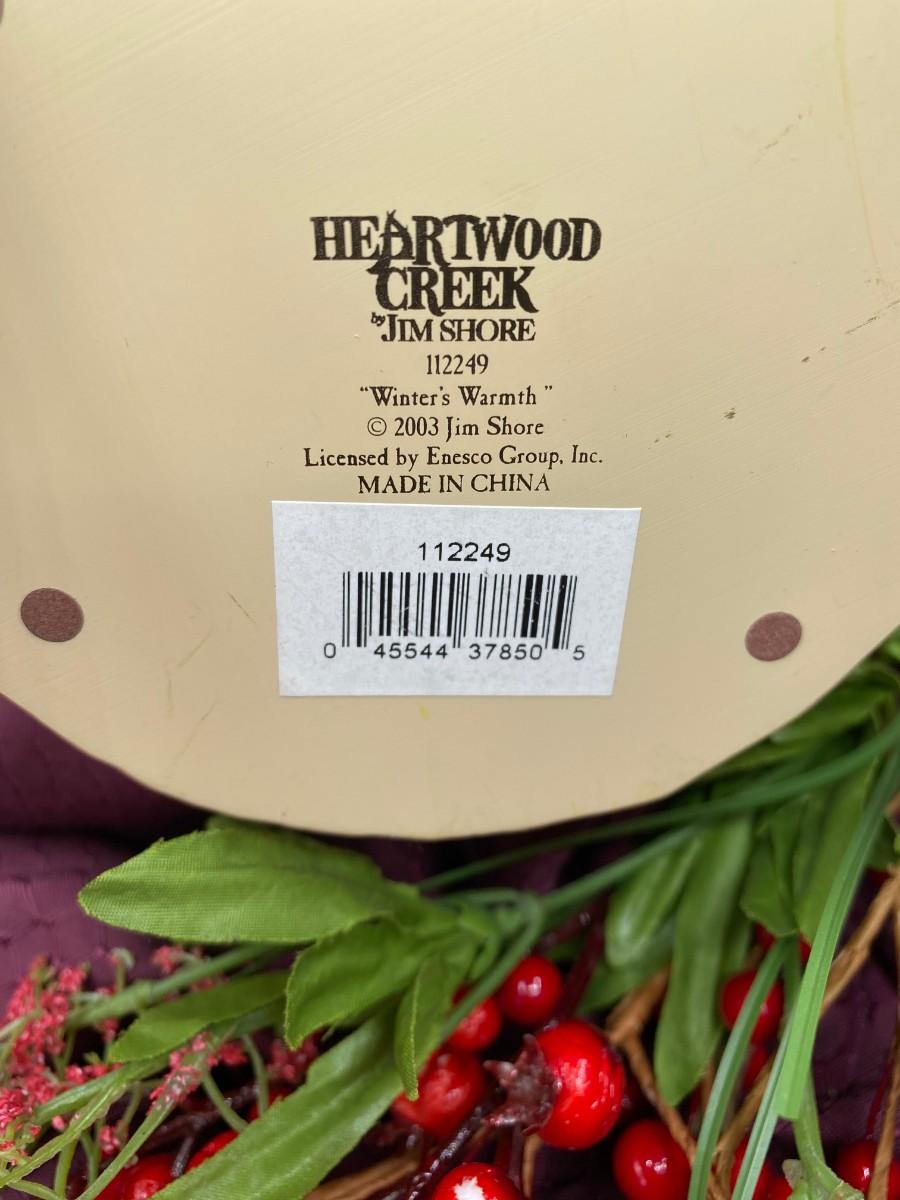 HEARTWOOD
CREEK
by JIM SHORE
112249
“Winter's Warmth ”
© 2003 Jim Shore
Licensed by Enesco Group, Inc.
MADE IN CHINA
112249
0 45544 37850 5